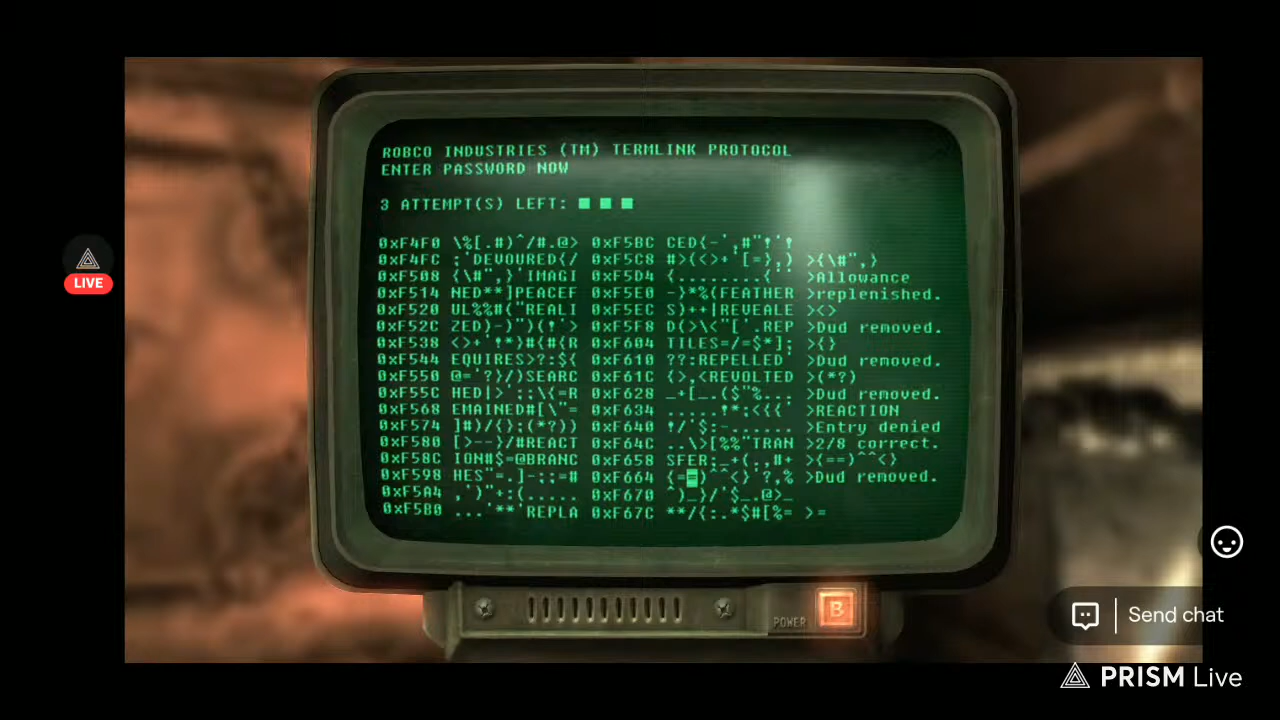 ROBCO INDUSTRIES (TM) TERMLINK PROTOCOL
ENTER PASSWORD NOW
3 ATTEMPT(S) LEFT: ■ ■ ■
0xF4F0 \%[.#)^/#.@> 0xF5BC CED{-',#"!'!
0xF4FC ;'DEVOURED{/ 0xF5C8 #>(<>+'[=},) >{\#",}
0xF508 {\#",}'IMAGI 0xF5D4 {........{'' >Allowance
0xF514 NED**]PEACEF 0xF5E0 -}*%(FEATHER >replenished.
0xF520 UL%%#("REALI 0xF5EC S)++|REVEALE ><>
0xF52C ZED)-)")(!'> 0xF5F8 D(>\<"['.REP >Dud removed.
0xF538 <>+'!*}#{#{R 0xF604 TILES=/=$*]; >{}
0xF544 EQUIRES>?:${ 0xF610 ??:REPELLED' >Dud removed.
0xF550 @='?}/)SEARC 0xF61C {>,<REVOLTED >(*?)
0xF55C HED|>';:\{=R 0xF628 _+[_.($"%... >Dud removed.
0xF568 EMAINED#[\"= 0xF634 .....!*:<{{ >REACTION
0xF574 ]#)/{};(*?)) 0xF640 !/'$:-...... >Entry denied
0xF580 [>--}/#REACT 0xF64C ..\>[%%"TRAN >2/8 correct.
0xF58C ION#$=@BRANC 0xF658 SFER;_+(.,#+ >{==)^^<}
0xF598 HES"=.]-;;=# 0xF664 {==)^^<}'?,% >Dud removed.
0xF5A4 ,')"+:(..... 0xF670 ^)_}/'$_.@>_
0xF5B0 ...'**'REPLA 0xF67C **/{:.*$#[%= >=
POWER
LIVE
Send chat
PRISM Live